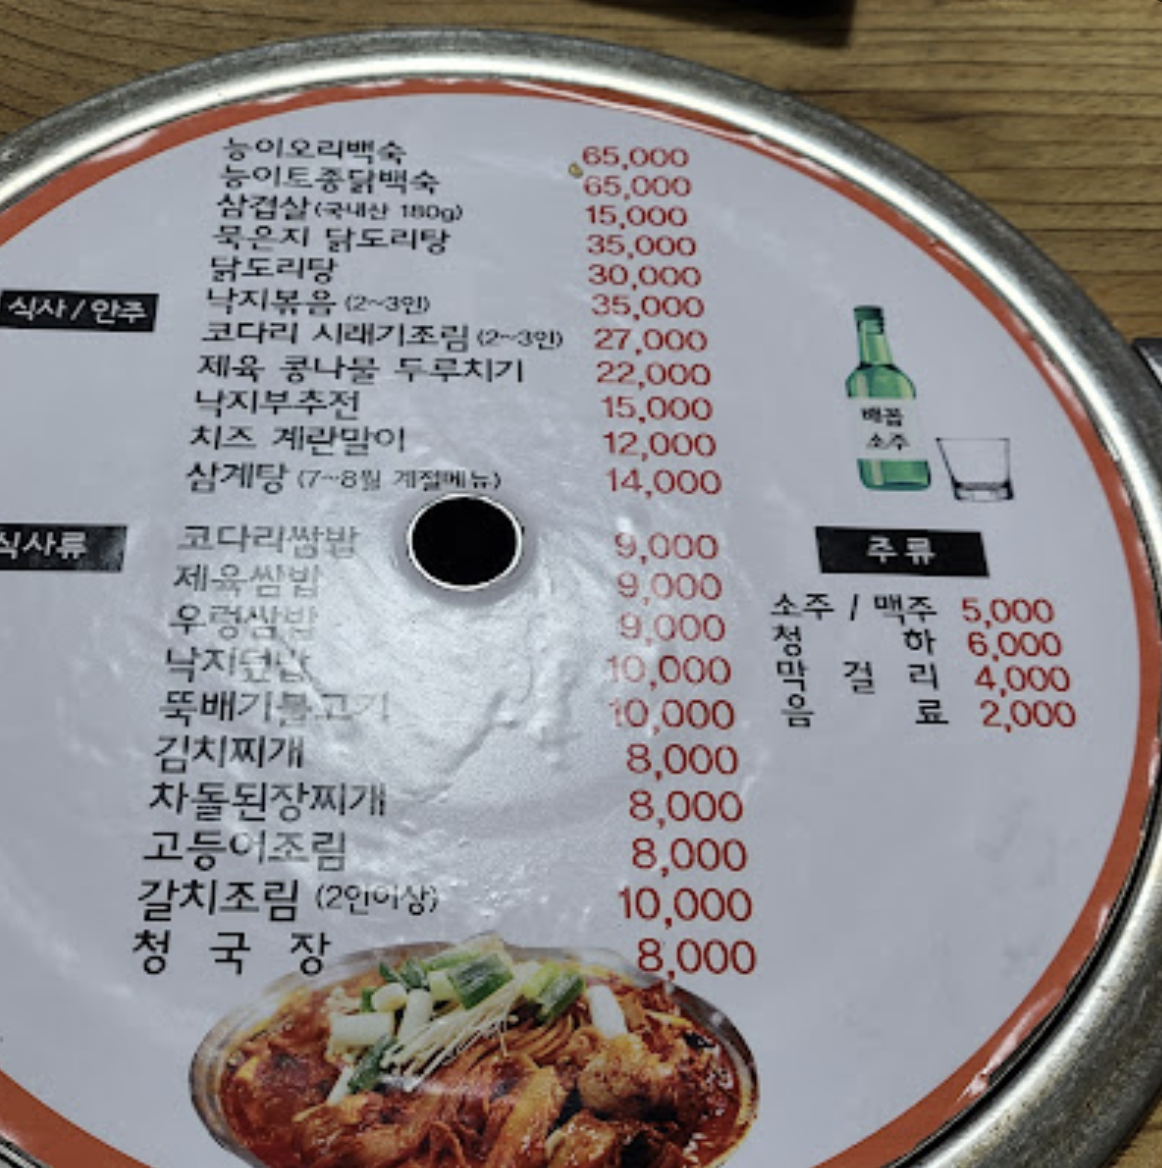 능이오리백숙 65,000
능이토종닭백숙 65,000
삼겹살 (국내산 180g) 15,000
묵은지 닭도리탕 35,000
닭도리탕 30,000
식사 / 안주
낙지볶음 (2~3인) 35,000
코다리 시래기조림 (2~3인) 27,000
제육 콩나물 두루치기 22,000
낙지부추전 15,000
치즈 계란말이 12,000
삼계탕 (7~8월 계절메뉴) 14,000
식사류
코다리쌈밥 9,000
제육쌈밥 9,000
우렁쌈밥 9,000
낙지덮밥 10,000
뚝배기불고기 10,000
김치찌개 8,000
차돌된장찌개 8,000
고등어조림 8,000
갈치조림 (2인이상) 10,000
청 국 장 8,000
배꼽
소주
주류
소주 / 맥주 5,000
청 하 6,000
막 걸 리 4,000
음 료 2,000